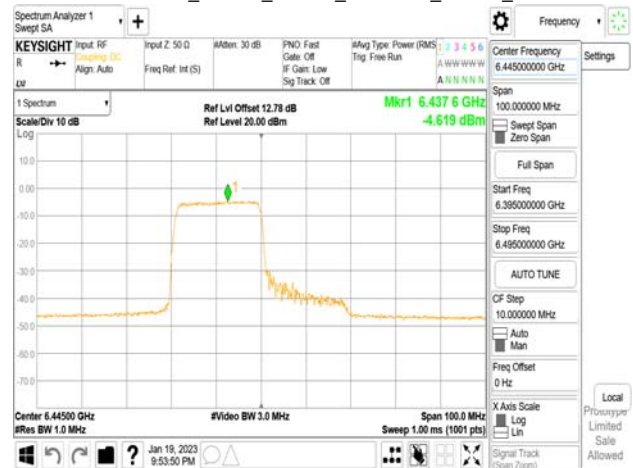 Spectrum Analyzer 1
Swept SA
KEYSIGHT
R
Input: RF
Coupling: DC
Align: Auto
Input Z: 50 Ω
Freq Ref: Int (S)
#Atten: 30 dB
PNO: Fast
Gate: Off
IF Gain: Low
Sig Track: Off
#Avg Type: Power (RMS
Trig: Free Run
1 2 3 4 5 6
A W W W W W
A N N N N N
1 Spectrum
Scale/Div 10 dB
Ref Lvl Offset 12.78 dB
Ref Level 20.00 dBm
Mkr1 6.437 6 GHz
-4.619 dBm
Log
10.0
0.00
-10.0
-20.0
-30.0
-40.0
-50.0
-60.0
-70.0
1
Center 6.44500 GHz
#Res BW 1.0 MHz
#Video BW 3.0 MHz
Span 100.0 MHz
Sweep 1.00 ms (1001 pts)
Jan 19, 2023
9:53:50 PM
Frequency
Settings
Center Frequency
6.445000000 GHz
Span
100.000000 MHz
Swept Span
Zero Span
Full Span
Start Freq
6.395000000 GHz
Stop Freq
6.495000000 GHz
AUTO TUNE
CF Step
10.000000 MHz
Auto
Man
Freq Offset
0 Hz
X Axis Scale
Log
Lin
Signal Track
(Span Zoom)
Local
Prototype
Limited
Sale
Allowed